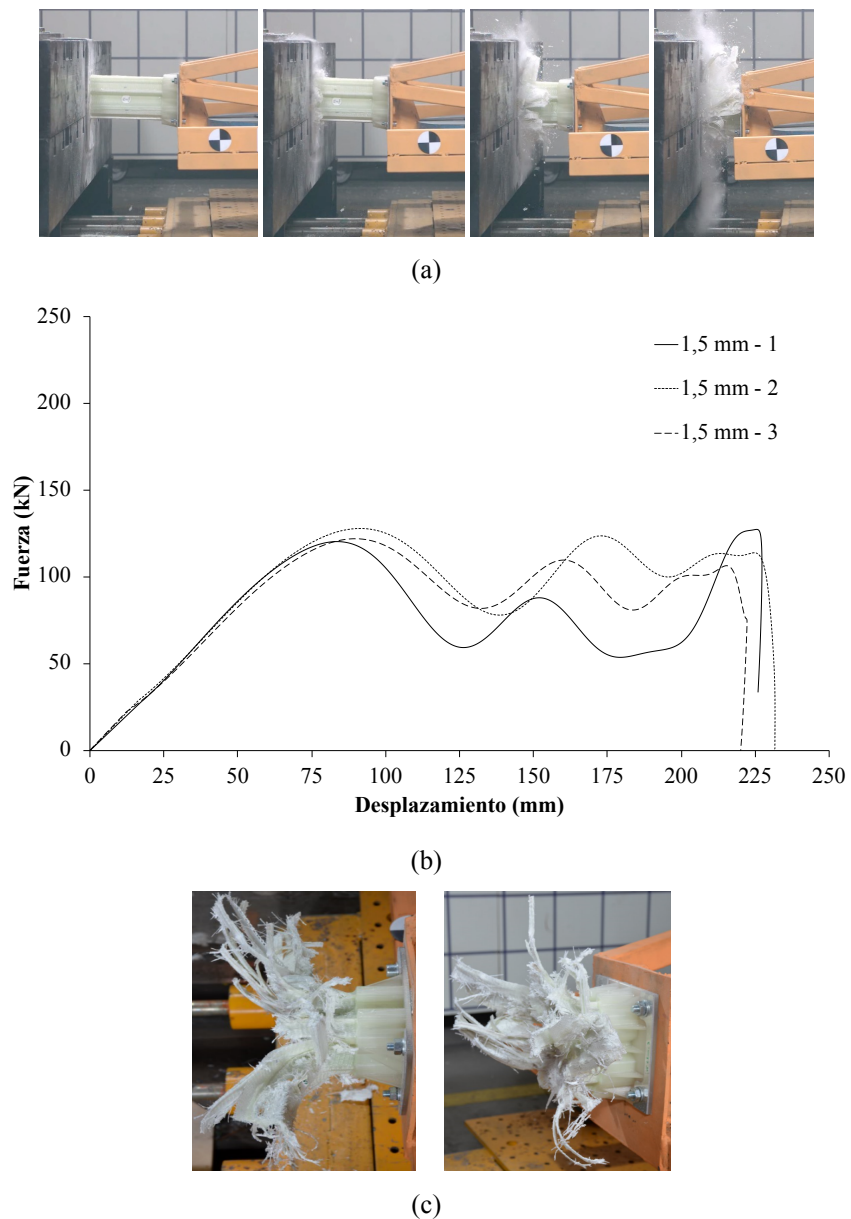 (a)
250
200
150
100
50
0
Fuerza (kN)
1,5 mm - 1
1,5 mm - 2
1,5 mm - 3
0 25 50 75 100 125 150 175 200 225 250
Desplazamiento (mm)
(b)
(c)